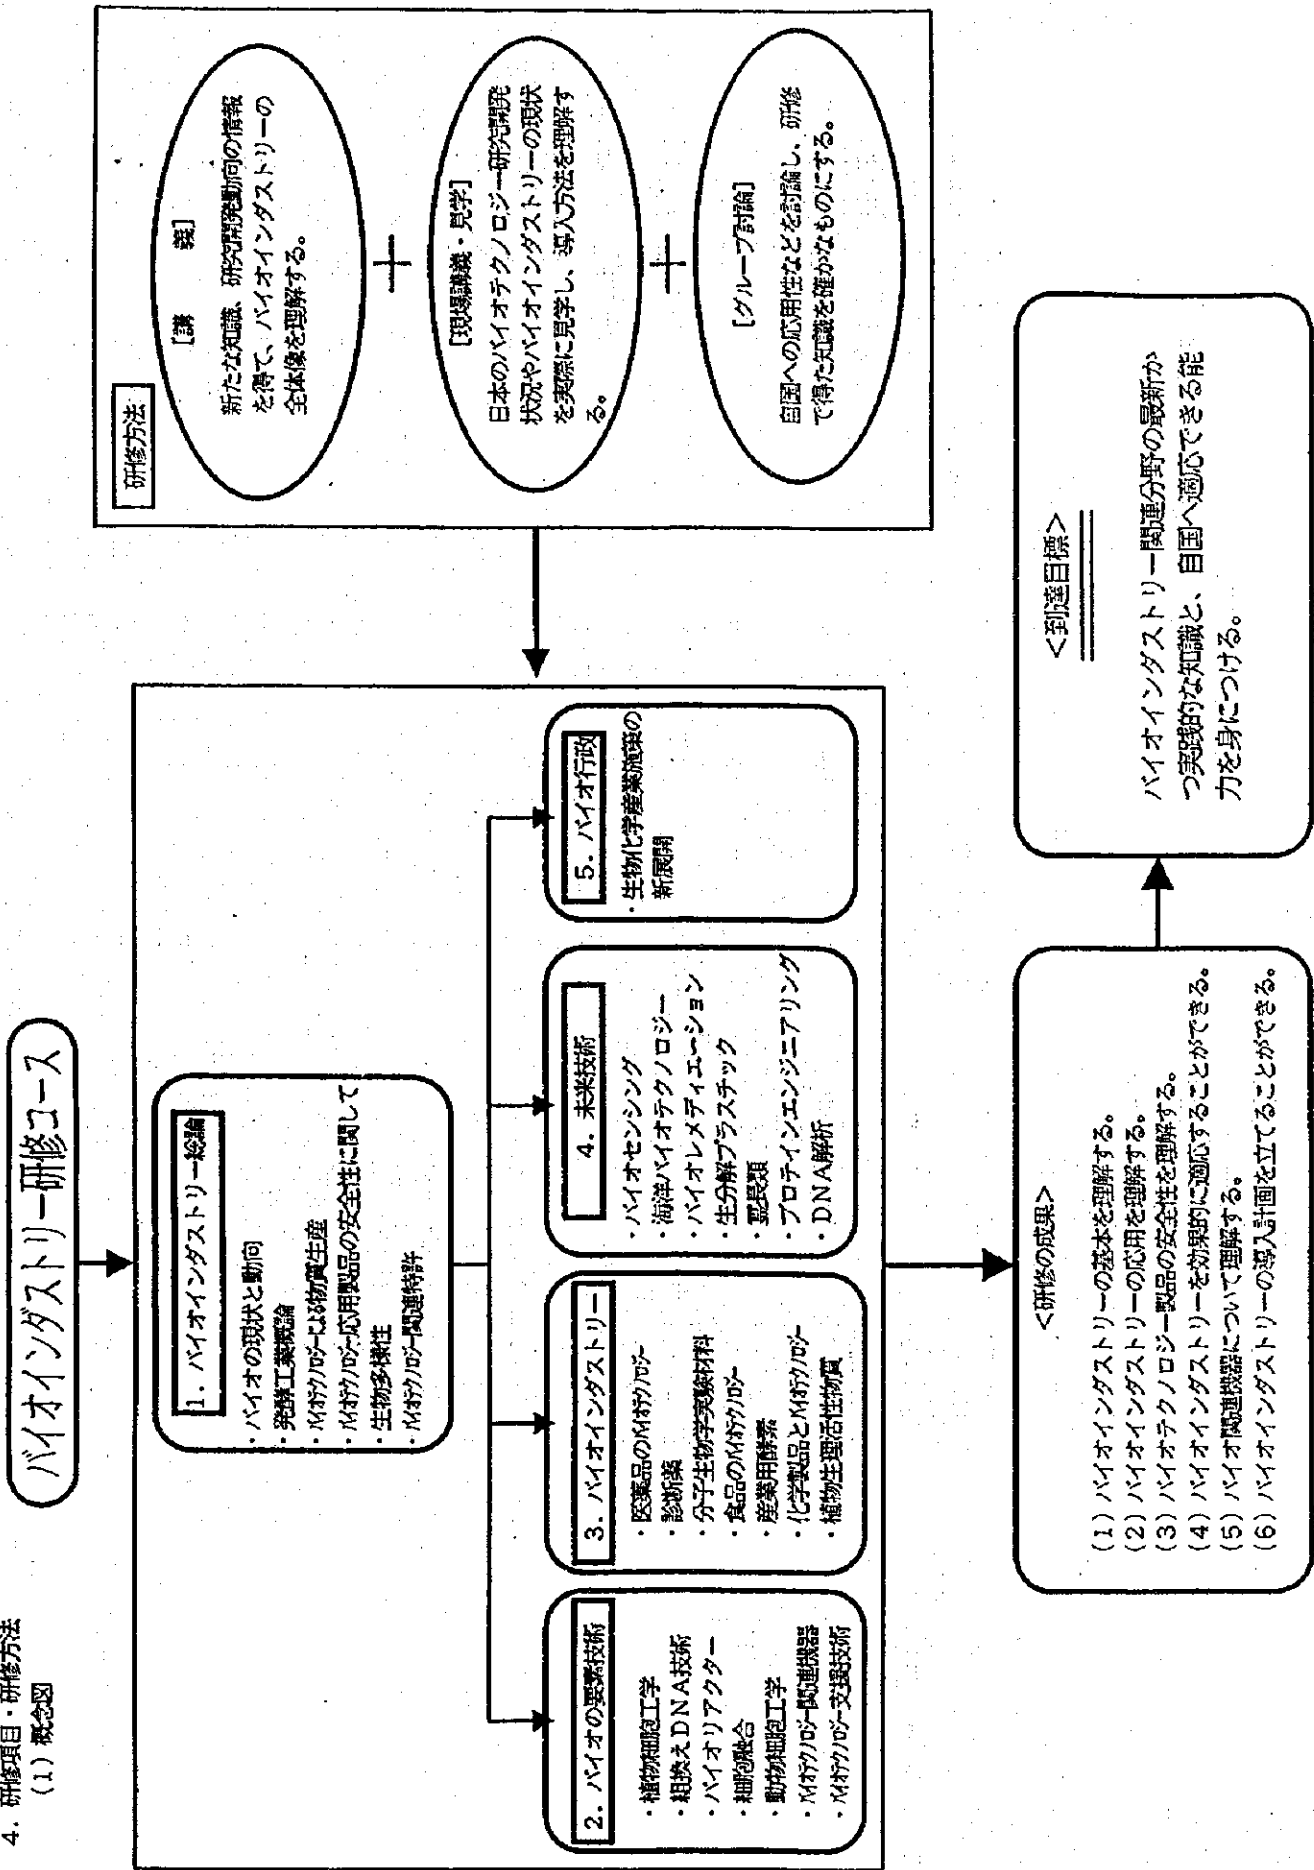 4. 研修項目・研修方法
(1) 概念図
バイオインダストリー研修コース
1. バイオインダストリー総論
・バイオの現状と動向
・発酵工業概論
・バイオテクノロジーによる物質生産
・バイオテクノロジー応用製品の安全性に関して
・生物多様性
・バイオテクノロジー関連特許
2. バイオの要素技術
・植物細胞工学
・組換えDNA技術
・バイオリアクター
・細胞融合
・動物細胞工学
・バイオテクノロジー関連機器
・バイオテクノロジー支援技術
3. バイオインダストリー
・医薬品のバイオテクノロジー
・診断薬
・分子生物学実験材料
・食品のバイオテクノロジー
・産業用酵素
・化学製品とバイオテクノロジー
・植物生理活性物質
4. 未来技術
・バイオセンシング
・海洋バイオテクノロジー
・バイオレメディエーション
・生分解プラスチック
・霊長類
・プロテインエンジニアリング
・DNA解析
5. バイオ行政
・生物化学産業施策の
新展開
研修方法
[講 義]
新たな知識、研究開発動向の情報
を得て、バイオインダストリーの
全体像を理解する。
＋
[現場講義・見学]
日本のバイオテクノロジー研究開発
状況やバイオインダストリーの現状
を実際に見学し、導入方法を理解す
る。
＋
[グループ討論]
自国への応用性などを討論し、研修
で得た知識を確かなものにする。
<研修の成果>
(1) バイオインダストリーの基本を理解する。
(2) バイオインダストリーの応用を理解する。
(3) バイオテクノロジー製品の安全性を理解する。
(4) バイオインダストリーを効果的に適応することができる。
(5) バイオ関連機器について理解する。
(6) バイオインダストリーの導入計画を立てることができる。
<到達目標>
バイオインダストリー関連分野の最新か
つ実践的な知識と、自国へ適応できる能
力を身につける。